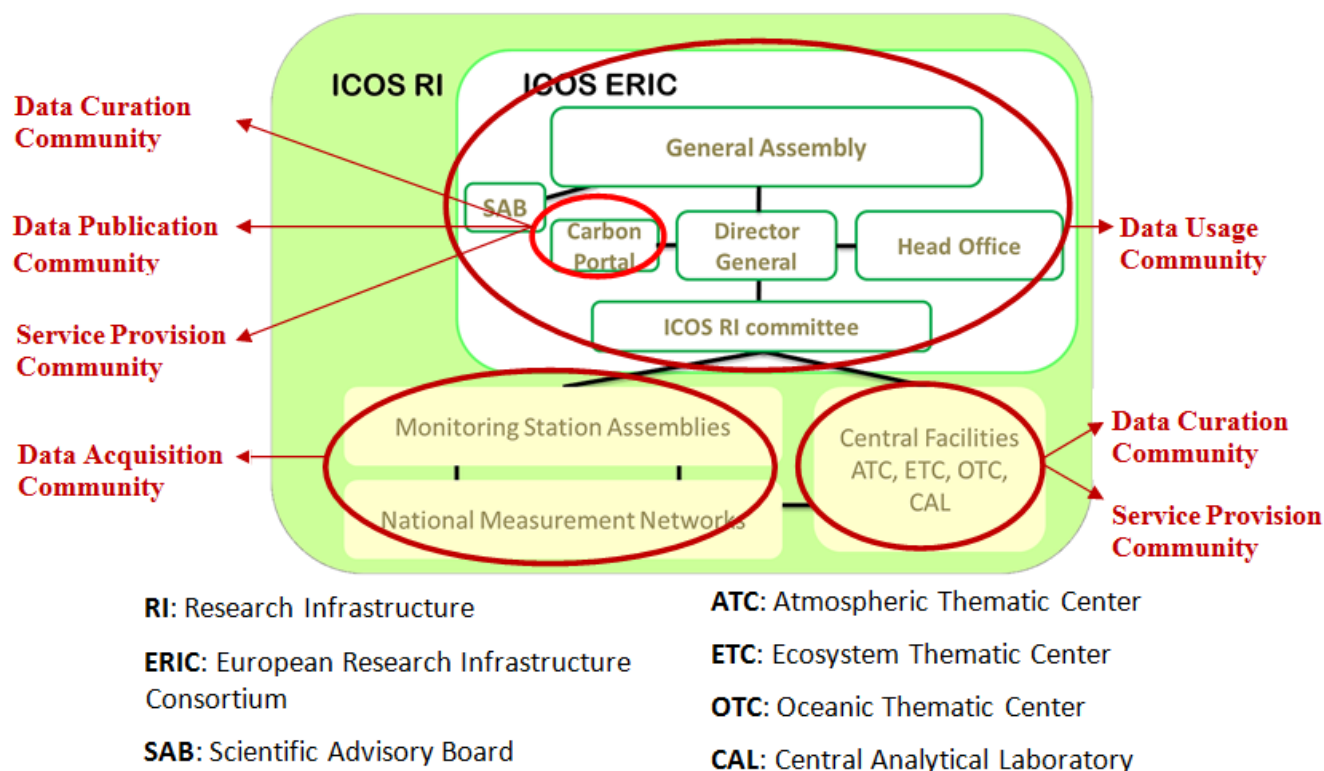 ICOS RI
ICOS ERIC
Data Curation
Community
General Assembly
SAB
Data Publication
Community
Carbon
Portal
Director
General
Head Office
Data Usage
Community
Service Provision
Community
ICOS RI committee
Monitoring Station Assemblies
Data Acquisition
Community
National Measurement Networks
Central Facilities
ATC, ETC, OTC,
CAL
Data Curation
Community
Service Provision
Community
RI: Research Infrastructure
ERIC: European Research Infrastructure
Consortium
SAB: Scientific Advisory Board
ATC: Atmospheric Thematic Center
ETC: Ecosystem Thematic Center
OTC: Oceanic Thematic Center
CAL: Central Analytical Laboratory